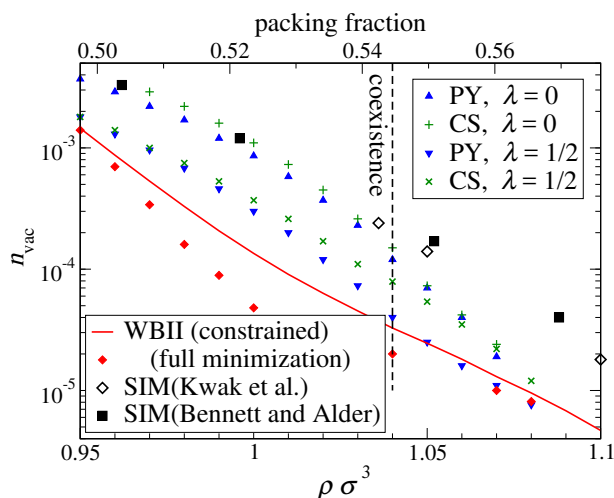 packing fraction
0.50 0.52 0.54 0.56
10⁻³
10⁻⁴
10⁻⁵
n_vac
coexistence
PY, λ = 0
CS, λ = 0
PY, λ = 1/2
CS, λ = 1/2
WBII (constrained)
(full minimization)
SIM(Kwak et al.)
SIM(Bennett and Alder)
0.95 1 1.05 1.1
ρ σ³